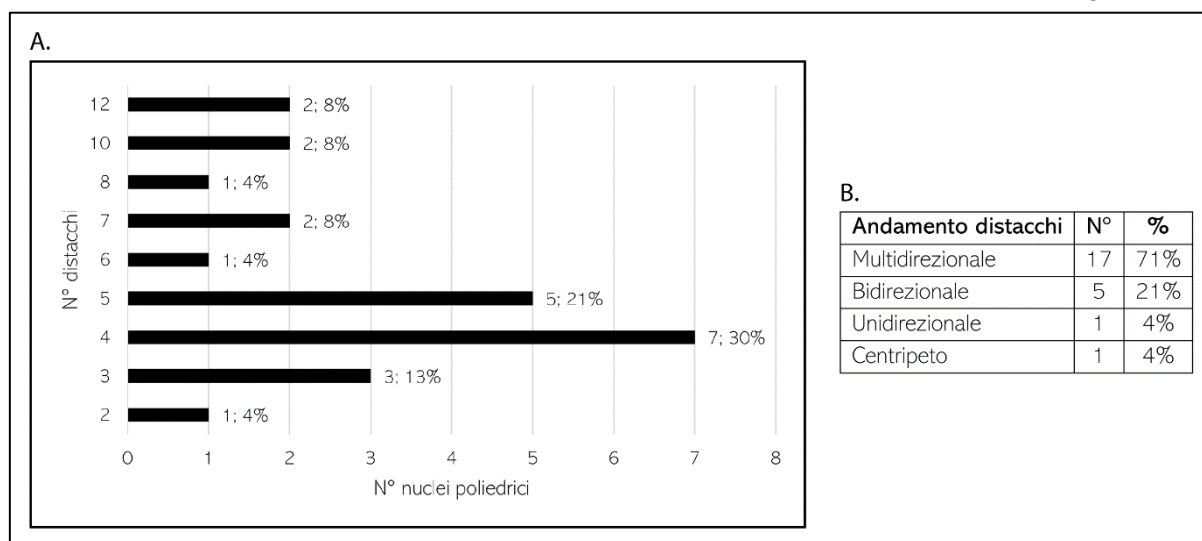 A.
12 2; 8%
10 2; 8%
8 1; 4%
7 2; 8%
6 1; 4%
5 5; 21%
4 7; 30%
3 3; 13%
2 1; 4%
N° distacchi
0 1 2 3 4 5 6 7 8
N° nuclei poliedrici
B.
Andamento distacchi N° %
Multidirezionale 17 71%
Bidirezionale 5 21%
Unidirezionale 1 4%
Centripeto 1 4%